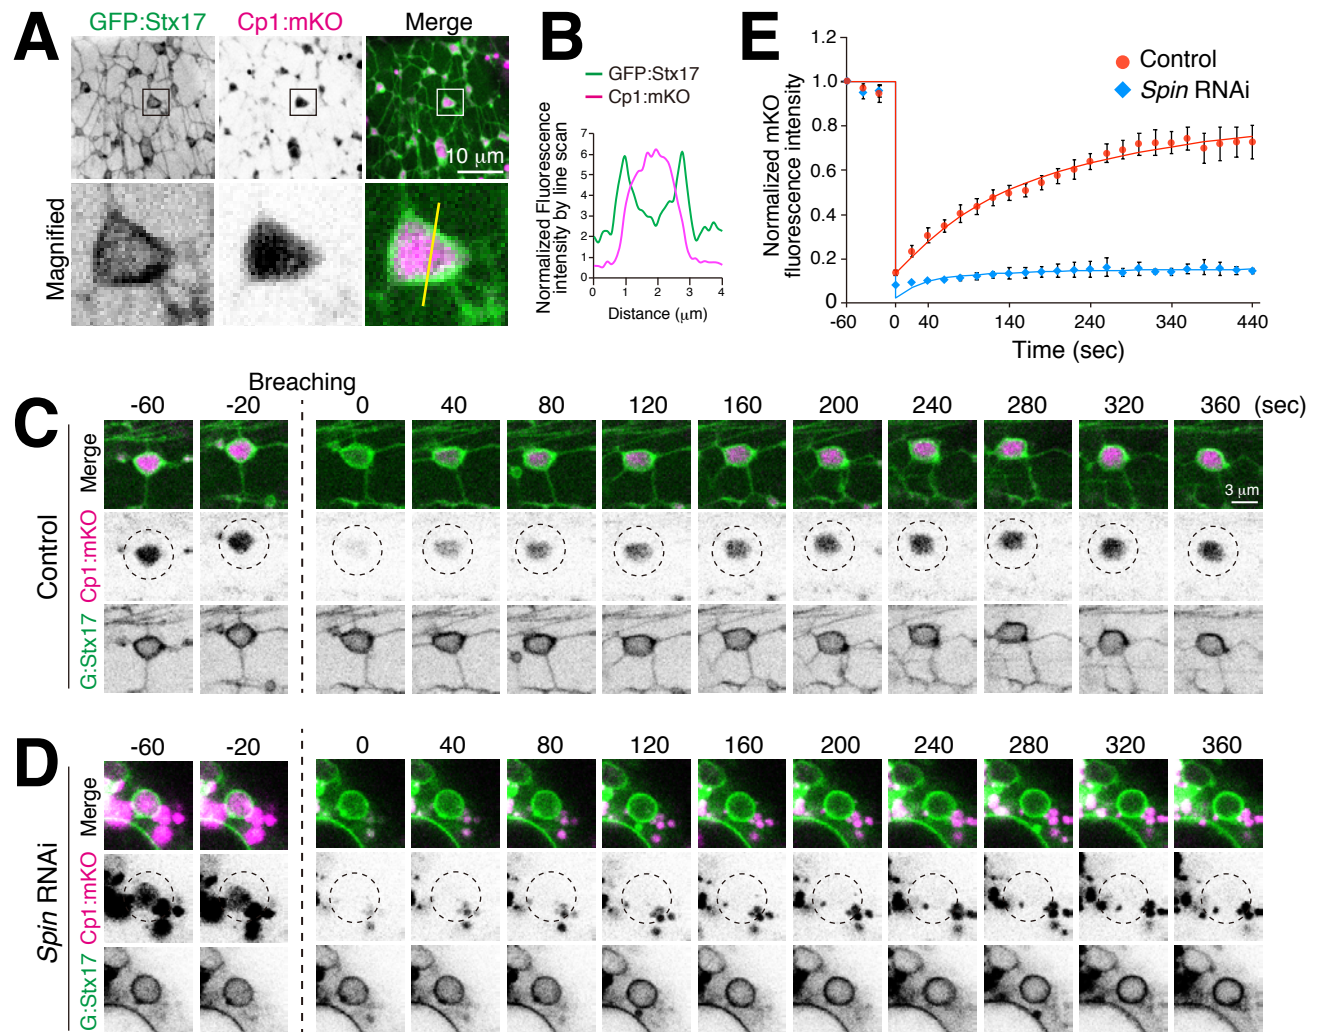 A
GFP:Stx17
Cp1:mKO
Merge
10 μm
Magnified
B
GFP:Stx17
Cp1:mKO
Normalized Fluorescence
intensity by line scan
7
6
5
4
3
2
1
0
0 1 2 3 4
Distance (μm)
E
Control
Spin RNAi
Normalized mKO
fluorescence intensity
1.2
1.0
0.8
0.6
0.4
0.2
0
-60 0 40 140 240 340 440
Time (sec)
C
Breaching
-60 -20 0 40 80 120 160 200 240 280 320 360 (sec)
Control
Merge
3 μm
Cp1:mKO
G:Stx17
D
-60 -20 0 40 80 120 160 200 240 280 320 360
Spin RNAi
Merge
Cp1:mKO
G:Stx17